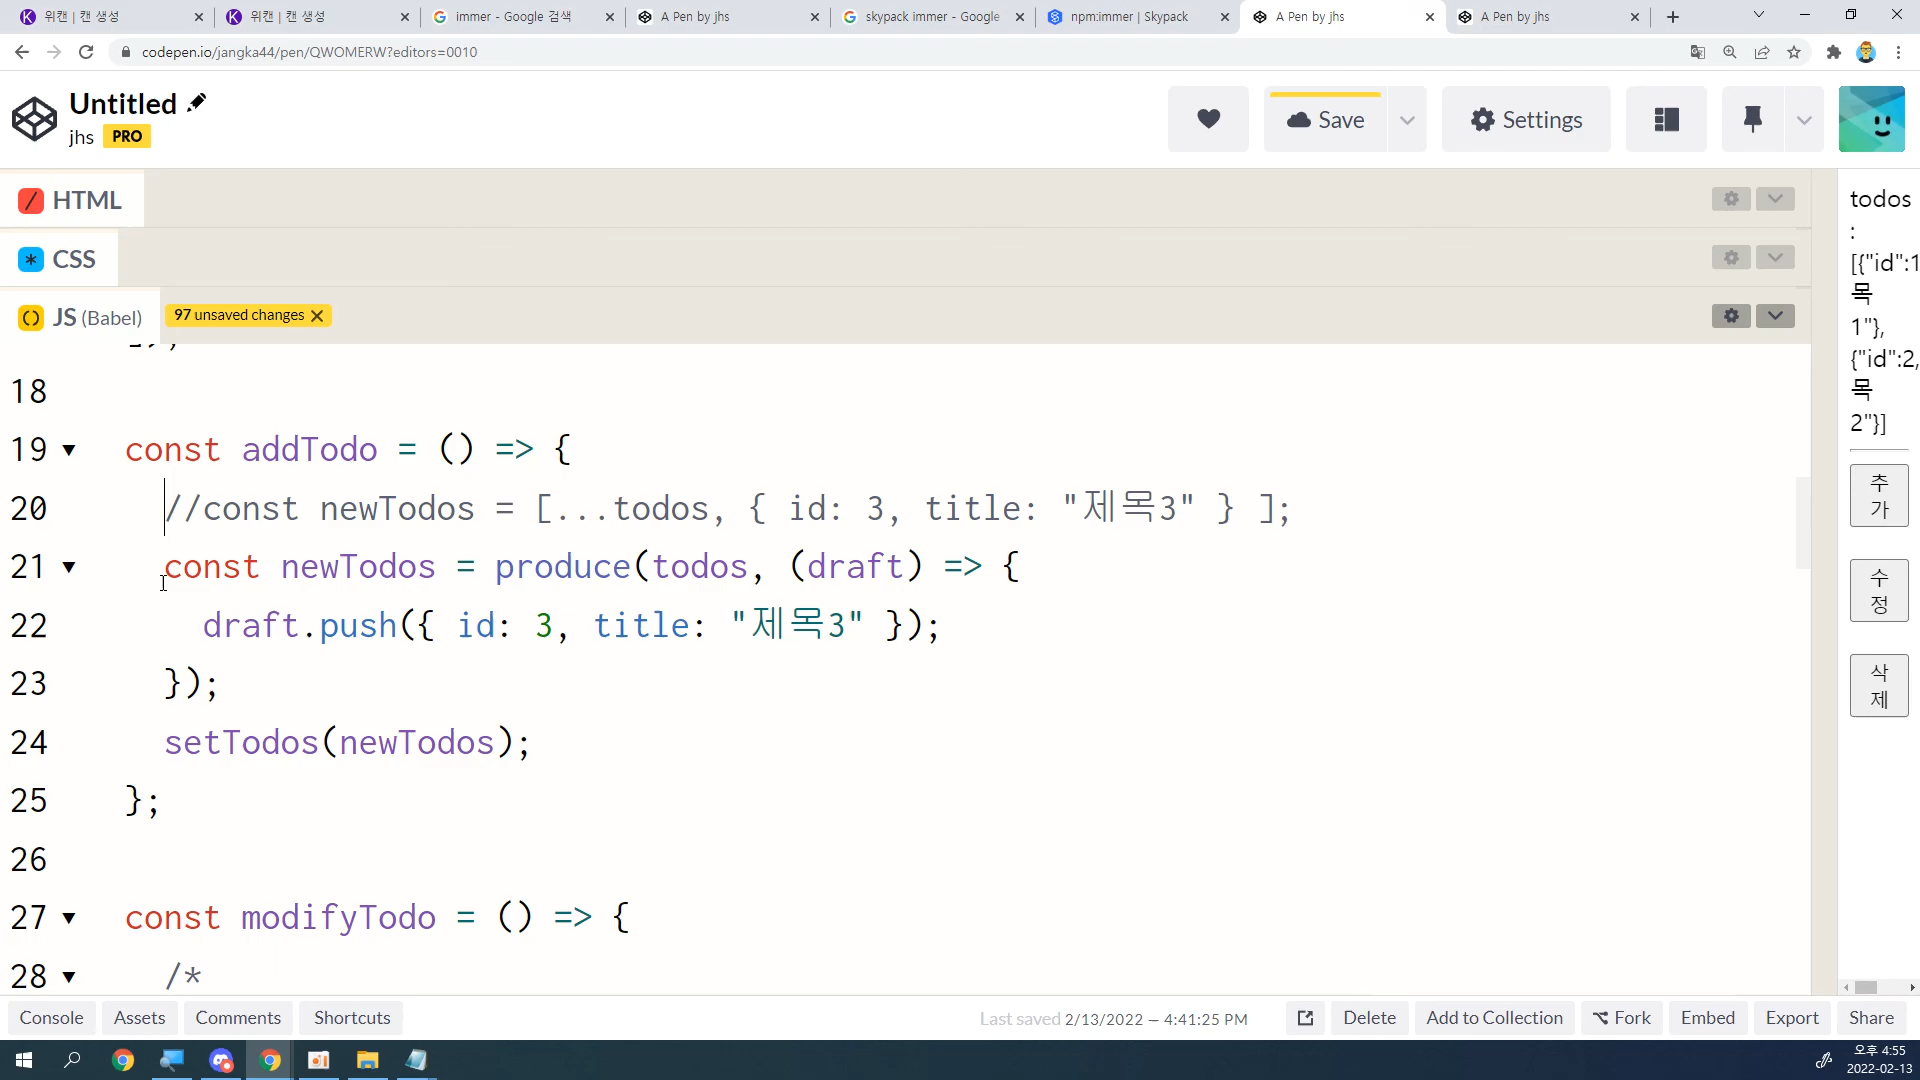 위캔 | 캔 생성
위캔 | 캔 생성
immer - Google 검색
A Pen by jhs
skypack immer - Google
npm:immer | Skypack
A Pen by jhs
A Pen by jhs
codepen.io/jangka44/pen/QWOMERW?editors=0010
Untitled
jhs PRO
Save
Settings
HTML
CSS
JS (Babel)
97 unsaved changes
18
19 const addTodo = () => {
20 //const newTodos = [...todos, { id: 3, title: "제목3" } ];
21 const newTodos = produce(todos, (draft) => {
22 draft.push({ id: 3, title: "제목3" });
23 });
24 setTodos(newTodos);
25 };
26
27 const modifyTodo = () => {
28 /*
todos
:
[{"id":1
목
1"},
{"id":2,
목
2"}]
추
가
수
정
삭
제
Console
Assets
Comments
Shortcuts
Last saved 2/13/2022 — 4:41:25 PM
Delete
Add to Collection
Fork
Embed
Export
Share
오후 4:55
2022-02-13